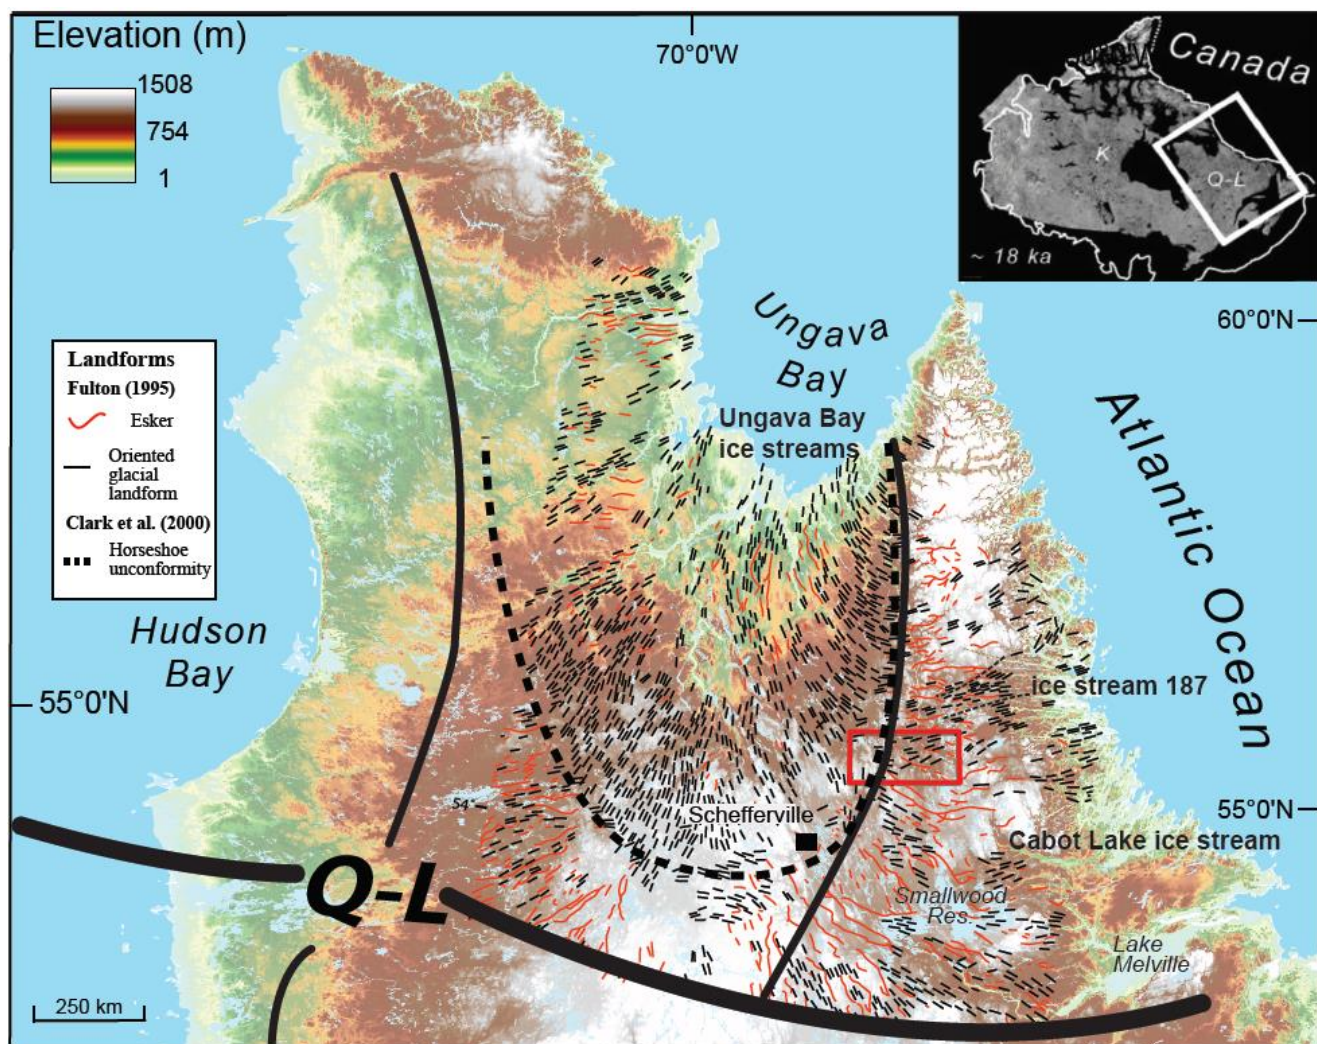 Elevation (m)
1508
754
1
70°0'W
Canada
K
Q-L
~ 18 ka
60°0'N
Ungava
Bay
Ungava Bay
ice streams
Landforms
Fulton (1995)
Esker
Oriented
glacial
landform
Clark et al. (2000)
Horseshoe
unconformity
Atlantic Ocean
Hudson
Bay
ice stream 187
55°0'N
54°
Schefferville
55°0'N
Cabot Lake ice stream
Q-L
Smallwood
Res.
Lake
Melville
250 km